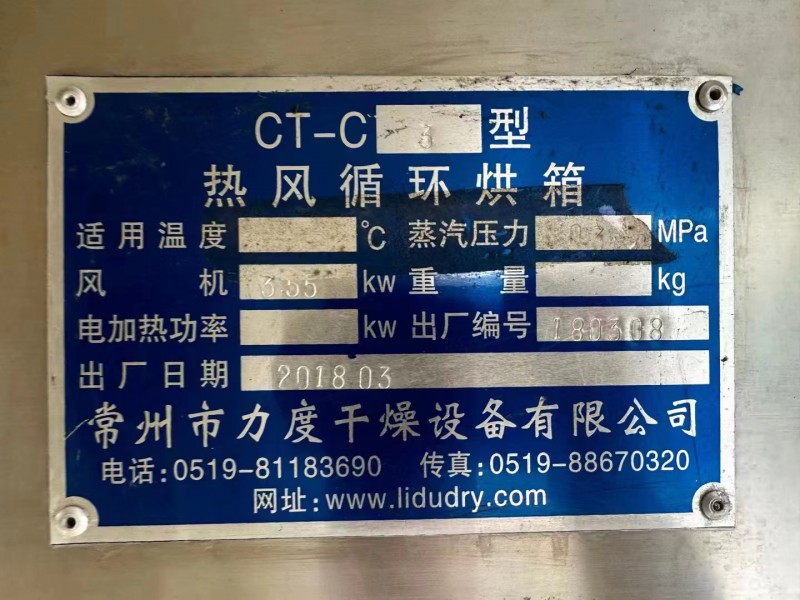 CT-C 型
热风循环烘箱
适用温度 ℃ 蒸汽压力 MPa
风机 3.55 kw 重量 kg
电加热功率 kw 出厂编号 180308
出厂日期 2018 03
常州市力度干燥设备有限公司
电话:0519-81183690 传真:0519-88670320
网址:www.lidudry.com